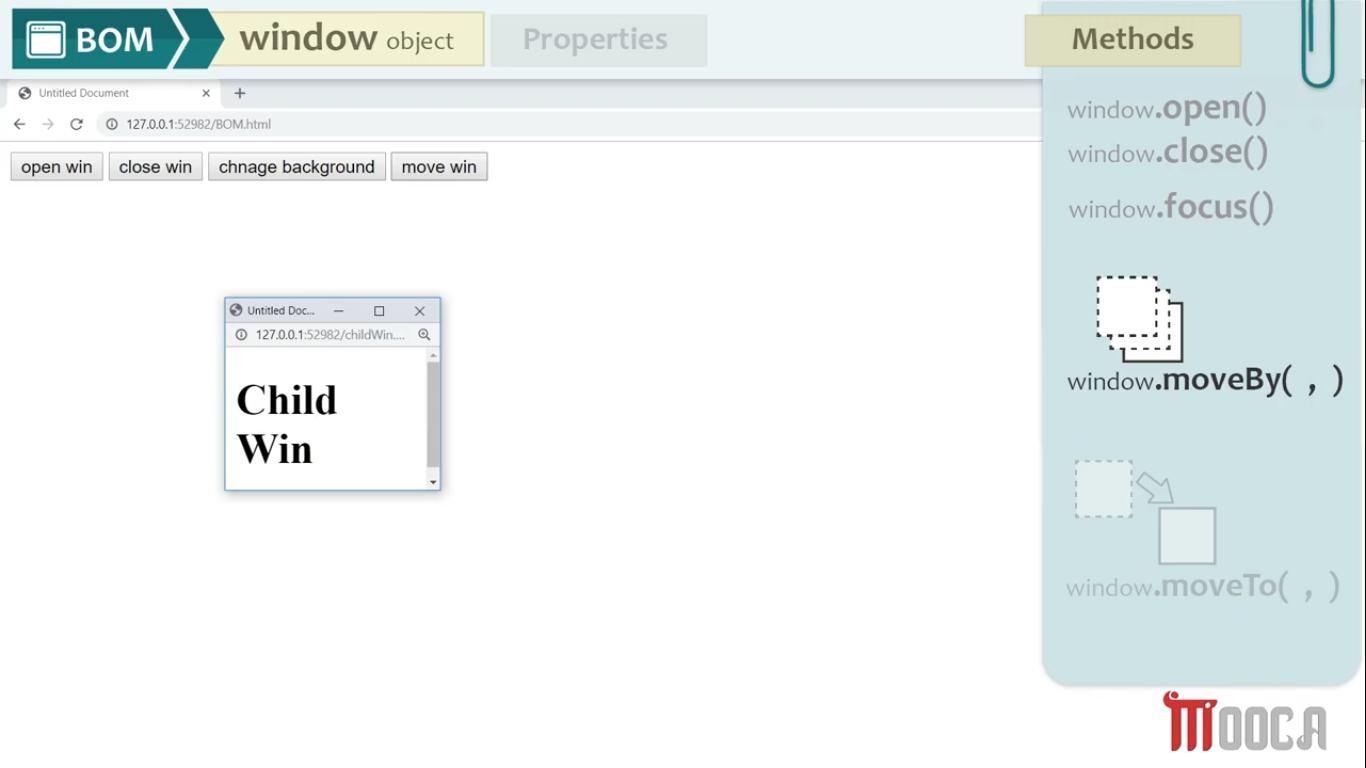 BOM window object Properties Methods
Untitled Document
127.0.0.1:52982/BOM.html
open win close win chnage background move win
window.open()
window.close()
window.focus()
Untitled Doc...
127.0.0.1:52982/childWin....
Child
Win
window.moveBy( , )
window.moveTo( , )
MOOCA